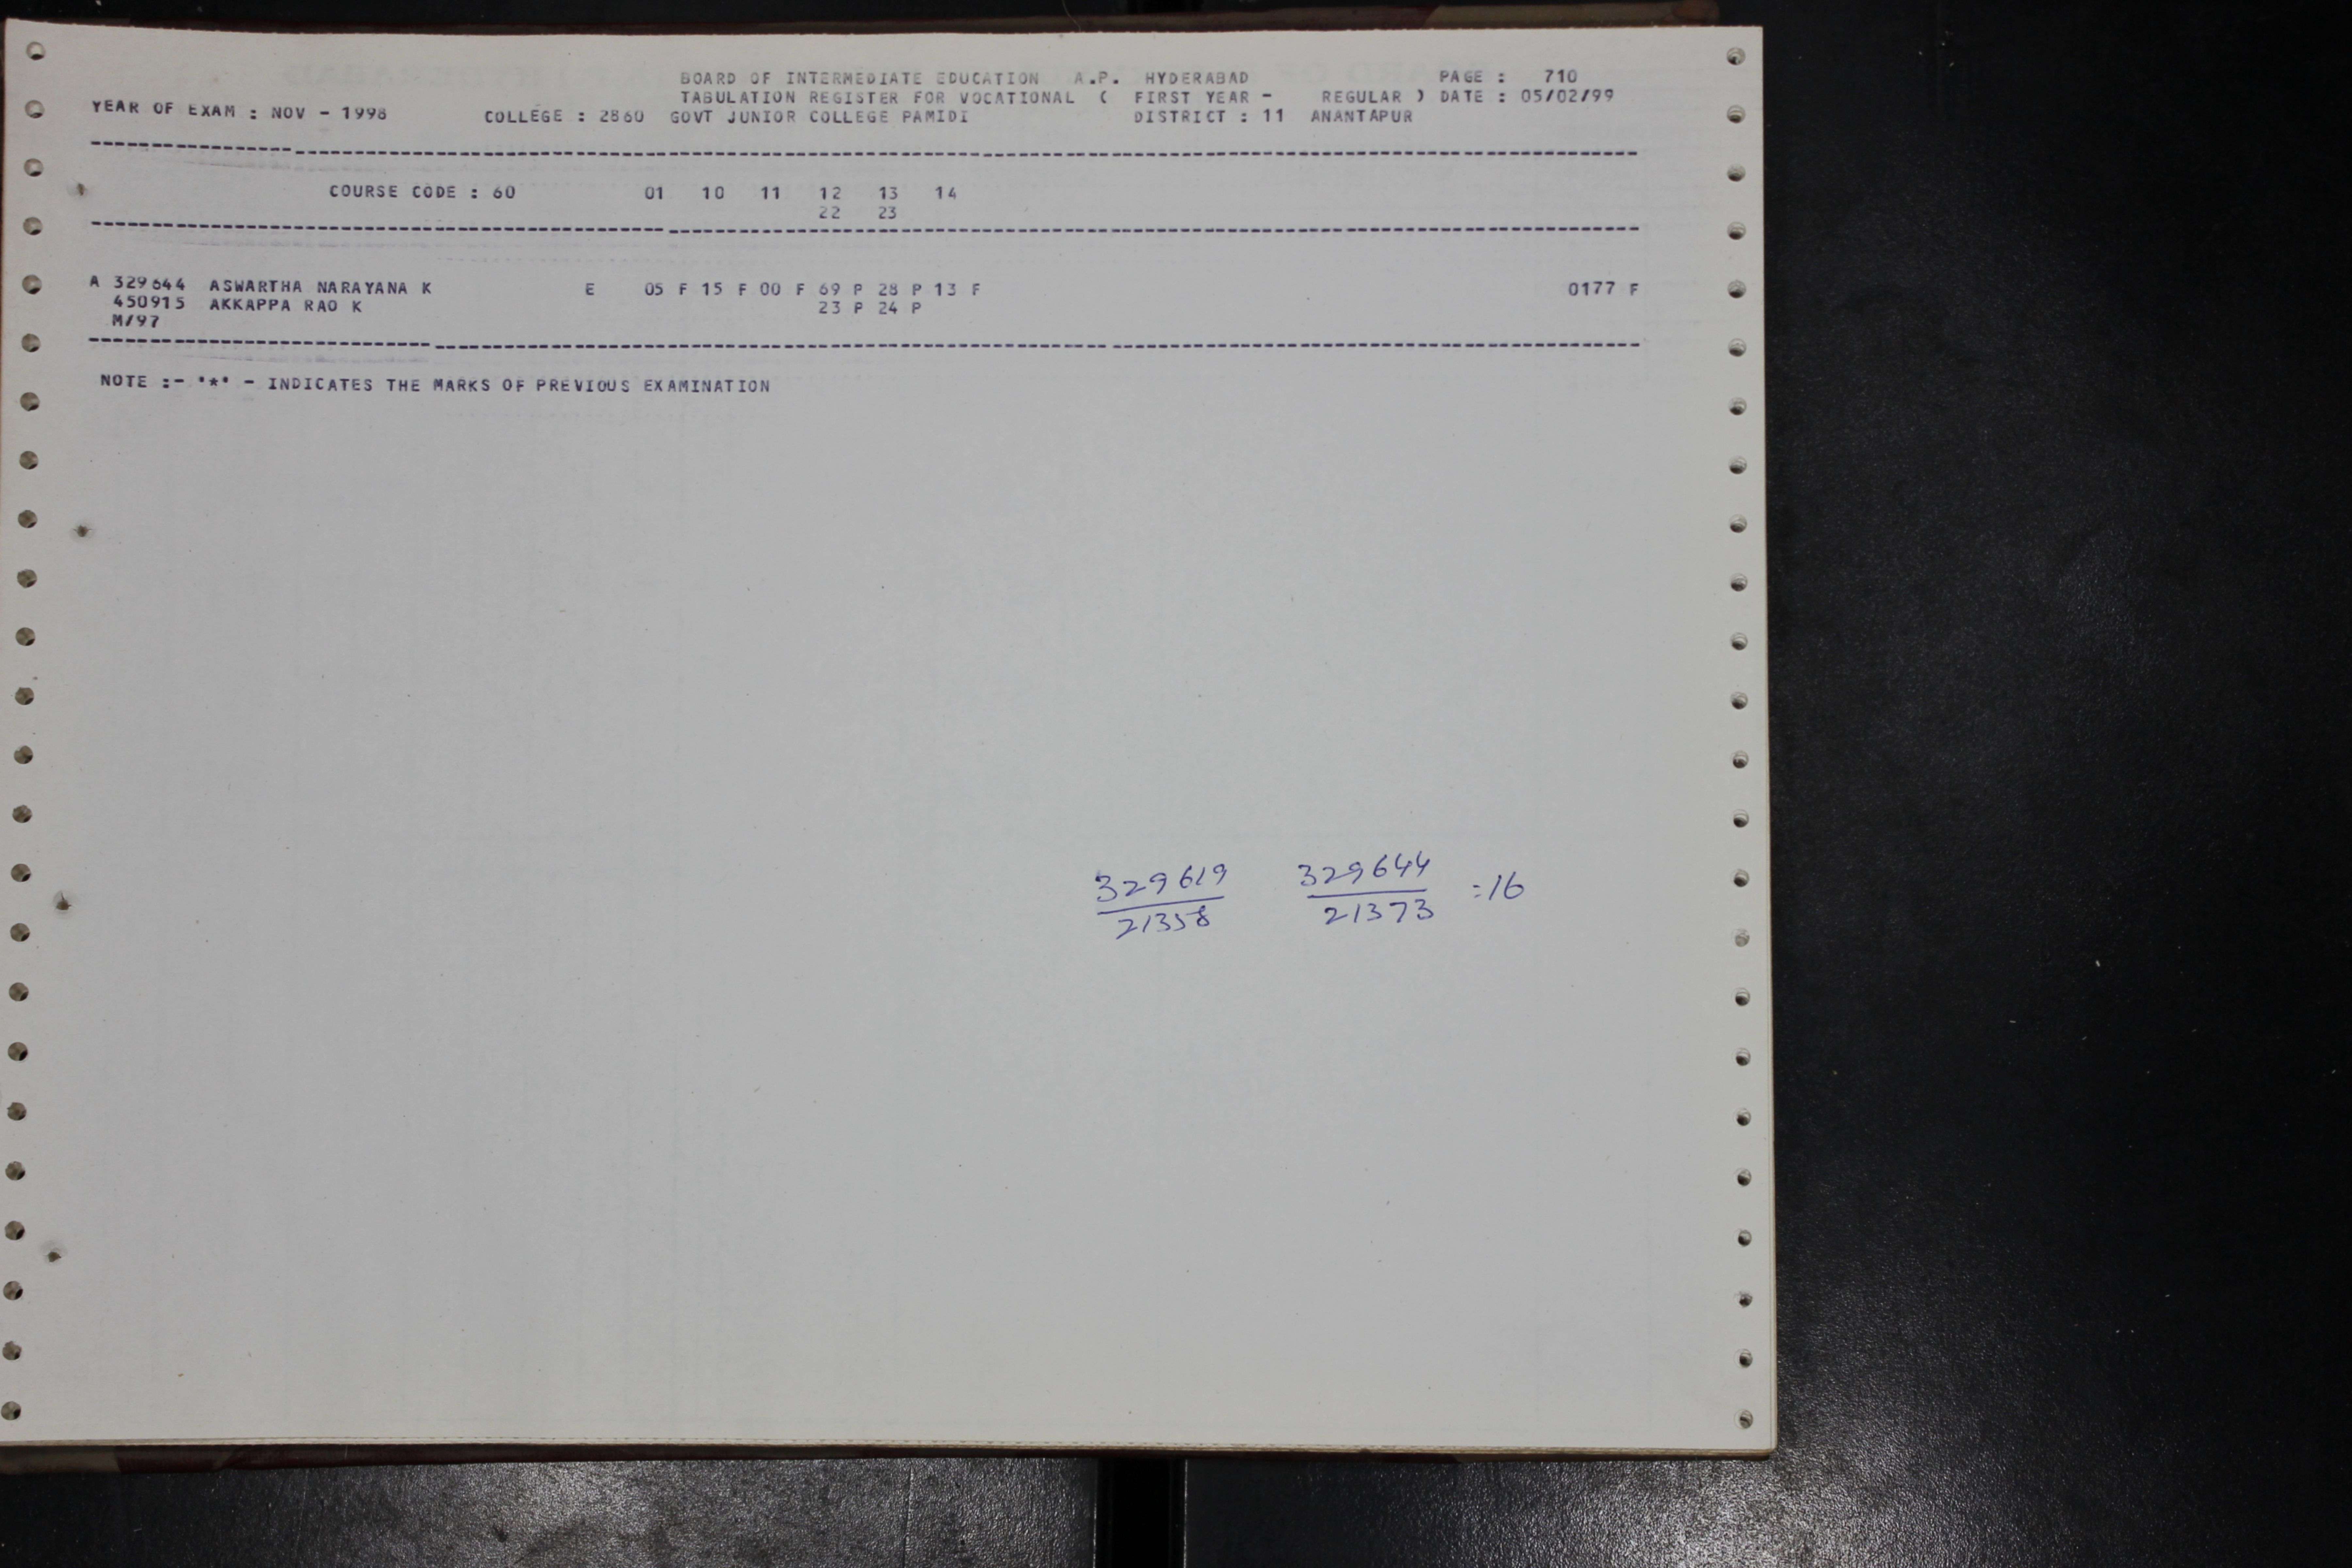 BOARD OF INTERMEDIATE EDUCATION A.P. HYDERABAD PAGE : 710
TABULATION REGISTER FOR VOCATIONAL ( FIRST YEAR - REGULAR ) DATE : 05/02/99
YEAR OF EXAM : NOV - 1998 COLLEGE : 2860 GOVT JUNIOR COLLEGE PAMIDI DISTRICT : 11 ANANTAPUR
COURSE CODE : 60 01 10 11 12 13 14
22 23
A 329644 ASWARTHA NARAYANA K E 05 F 15 F 00 F 69 P 28 P 13 F 0177 F
450915 AKKAPPA RAO K 23 P 24 P
M/97
NOTE :- '*' - INDICATES THE MARKS OF PREVIOUS EXAMINATION
329619 329644 =16
21358 21373